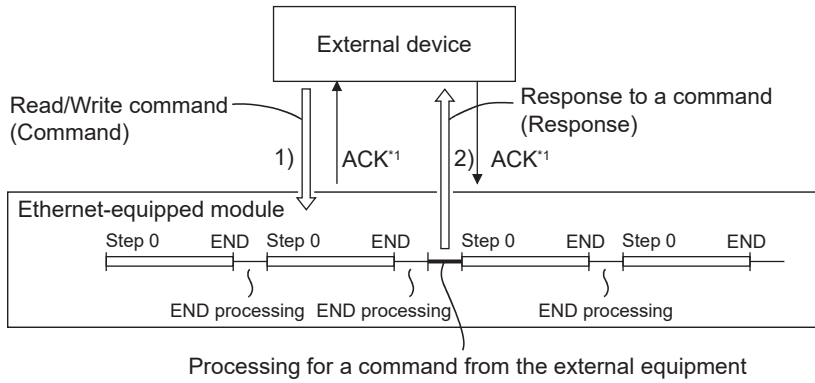 External device
Read/Write command
(Command)
Response to a command
(Response)
1)
ACK*1
2)
ACK*1
Ethernet-equipped module
Step 0 END Step 0 END Step 0 END Step 0 END
END processing END processing END processing
Processing for a command from the external equipment